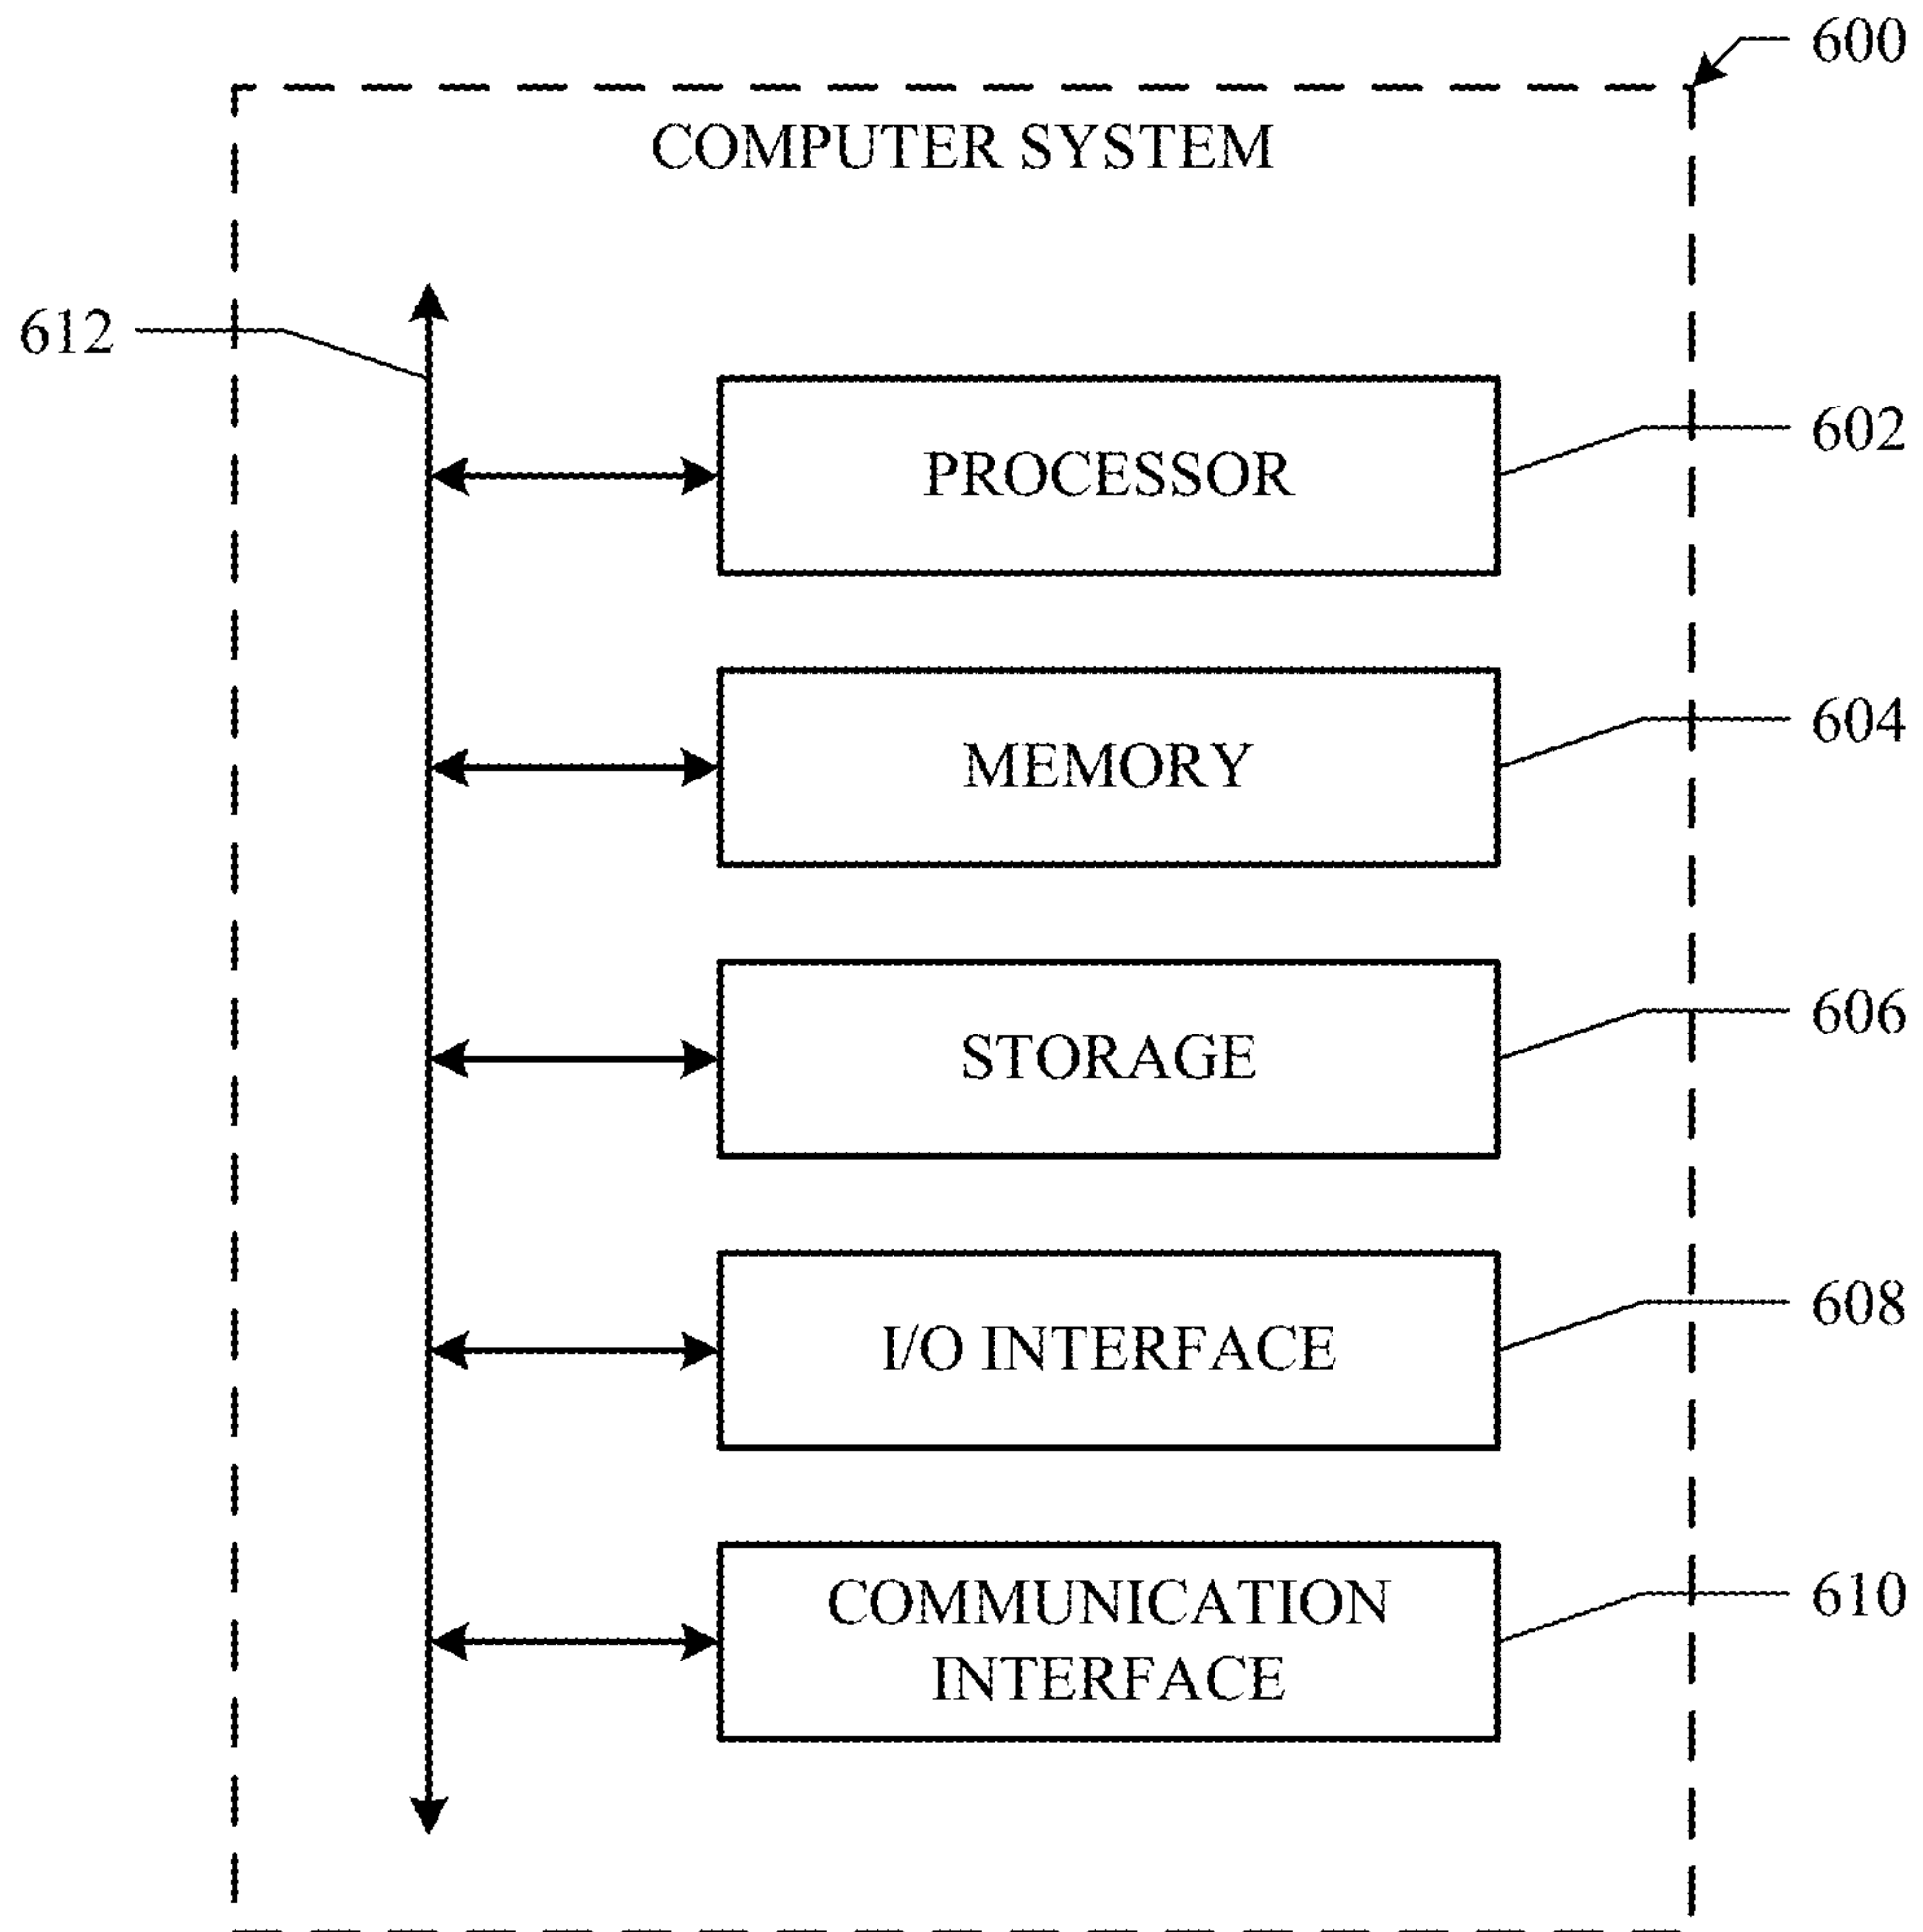 600
COMPUTER SYSTEM
612
PROCESSOR
602
MEMORY
604
STORAGE
606
I/O INTERFACE
608
COMMUNICATION
INTERFACE
610